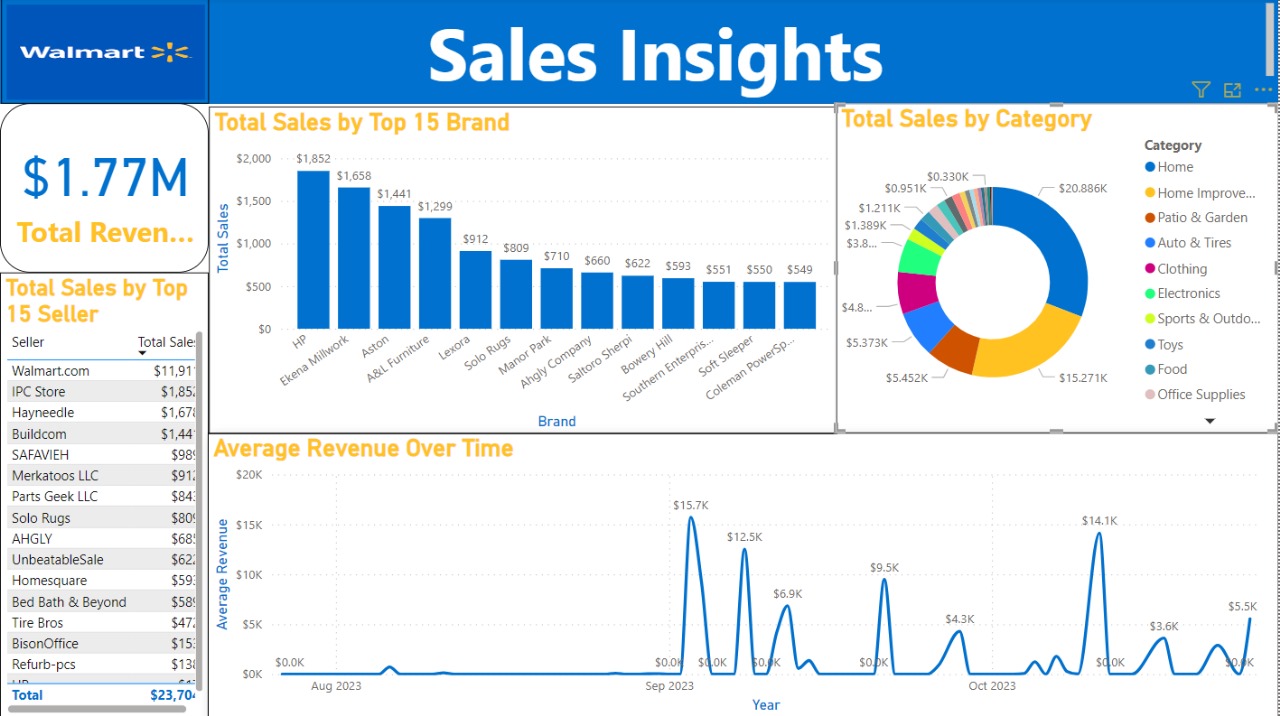 Walmart
Sales Insights
$1.77M
Total Reven...
Total Sales by Top
15 Seller
Seller Total Sales
Walmart.com $11,911
IPC Store $1,852
Hayneedle $1,678
Buildcom $1,441
SAFAVIEH $989
Merkatoos LLC $912
Parts Geek LLC $843
Solo Rugs $809
AHGLY $685
UnbeatableSale $622
Homesquare $593
Bed Bath & Beyond $589
Tire Bros $472
BisonOffice $153
Refurb-pcs $138
Total $23,704
Total Sales by Top 15 Brand
Total Sales
$2,000
$1,500
$1,000
$500
$0
$1,852
$1,658
$1,441
$1,299
$912
$809
$710
$660
$622
$593
$551
$550
$549
HP
Ekena Millwork
Aston
A&L Furniture
Lexora
Solo Rugs
Manor Park
Ahgly Company
Saltoro Sherpi
Bowery Hill
Southern Enterpris...
Soft Sleeper
Coleman PowerSp...
Brand
Total Sales by Category
$20.886K
$15.271K
$5.452K
$5.373K
$4.8...
$3.8...
$1.389K
$1.211K
$0.951K
$0.330K
Category
Home
Home Improve...
Patio & Garden
Auto & Tires
Clothing
Electronics
Sports & Outdo...
Toys
Food
Office Supplies
Average Revenue Over Time
Average Revenue
$20K
$15K
$10K
$5K
$0K
$0.0K
$0.0K
$15.7K
$0.0K
$12.5K
$0.0K
$6.9K
$0.0K
$9.5K
$4.3K
$14.1K
$0.0K
$3.6K
$0.0K
$5.5K
Aug 2023
Sep 2023
Oct 2023
Year